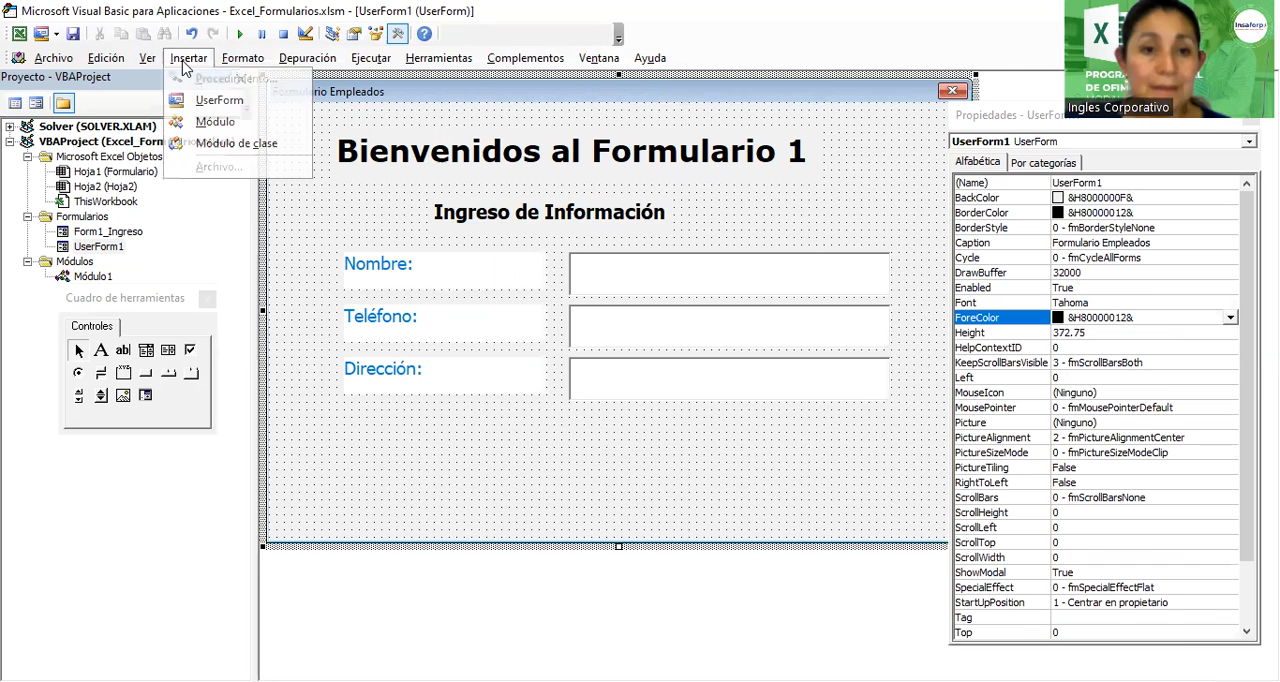 Microsoft Visual Basic para Aplicaciones - Excel_Formularios.xlsm - [UserForm1 (UserForm)]
Archivo Edición Ver Insertar Formato Depuración Ejecutar Herramientas Complementos Ventana Ayuda
Proyecto - VBAProject
Procedimiento...
UserForm
Módulo
Módulo de clase
Archivo...
Solver (SOLVER.XLAM)
VBAProject (Excel_Form
Microsoft Excel Objetos
Hoja1 (Formulario)
Hoja2 (Hoja2)
ThisWorkbook
Formularios
Form1_Ingreso
UserForm1
Módulos
Módulo1
Cuadro de herramientas
Controles
Formulario Empleados
Bienvenidos al Formulario 1
Ingreso de Información
Nombre:
Teléfono:
Dirección:
Insaforp
Ingles Corporativo
Propiedades - UserForm1
UserForm1 UserForm
Alfabética Por categorías
(Name) UserForm1
BackColor &H8000000F&
BorderColor &H80000012&
BorderStyle 0 - fmBorderStyleNone
Caption Formulario Empleados
Cycle 0 - fmCycleAllForms
DrawBuffer 32000
Enabled True
Font Tahoma
ForeColor &H80000012&
Height 372.75
HelpContextID 0
KeepScrollBarsVisible 3 - fmScrollBarsBoth
Left 0
MouseIcon (Ninguno)
MousePointer 0 - fmMousePointerDefault
Picture (Ninguno)
PictureAlignment 2 - fmPictureAlignmentCenter
PictureSizeMode 0 - fmPictureSizeModeClip
PictureTiling False
RightToLeft False
ScrollBars 0 - fmScrollBarsNone
ScrollHeight 0
ScrollLeft 0
ScrollTop 0
ScrollWidth 0
ShowModal True
SpecialEffect 0 - fmSpecialEffectFlat
StartUpPosition 1 - Centrar en propietario
Tag
Top 0